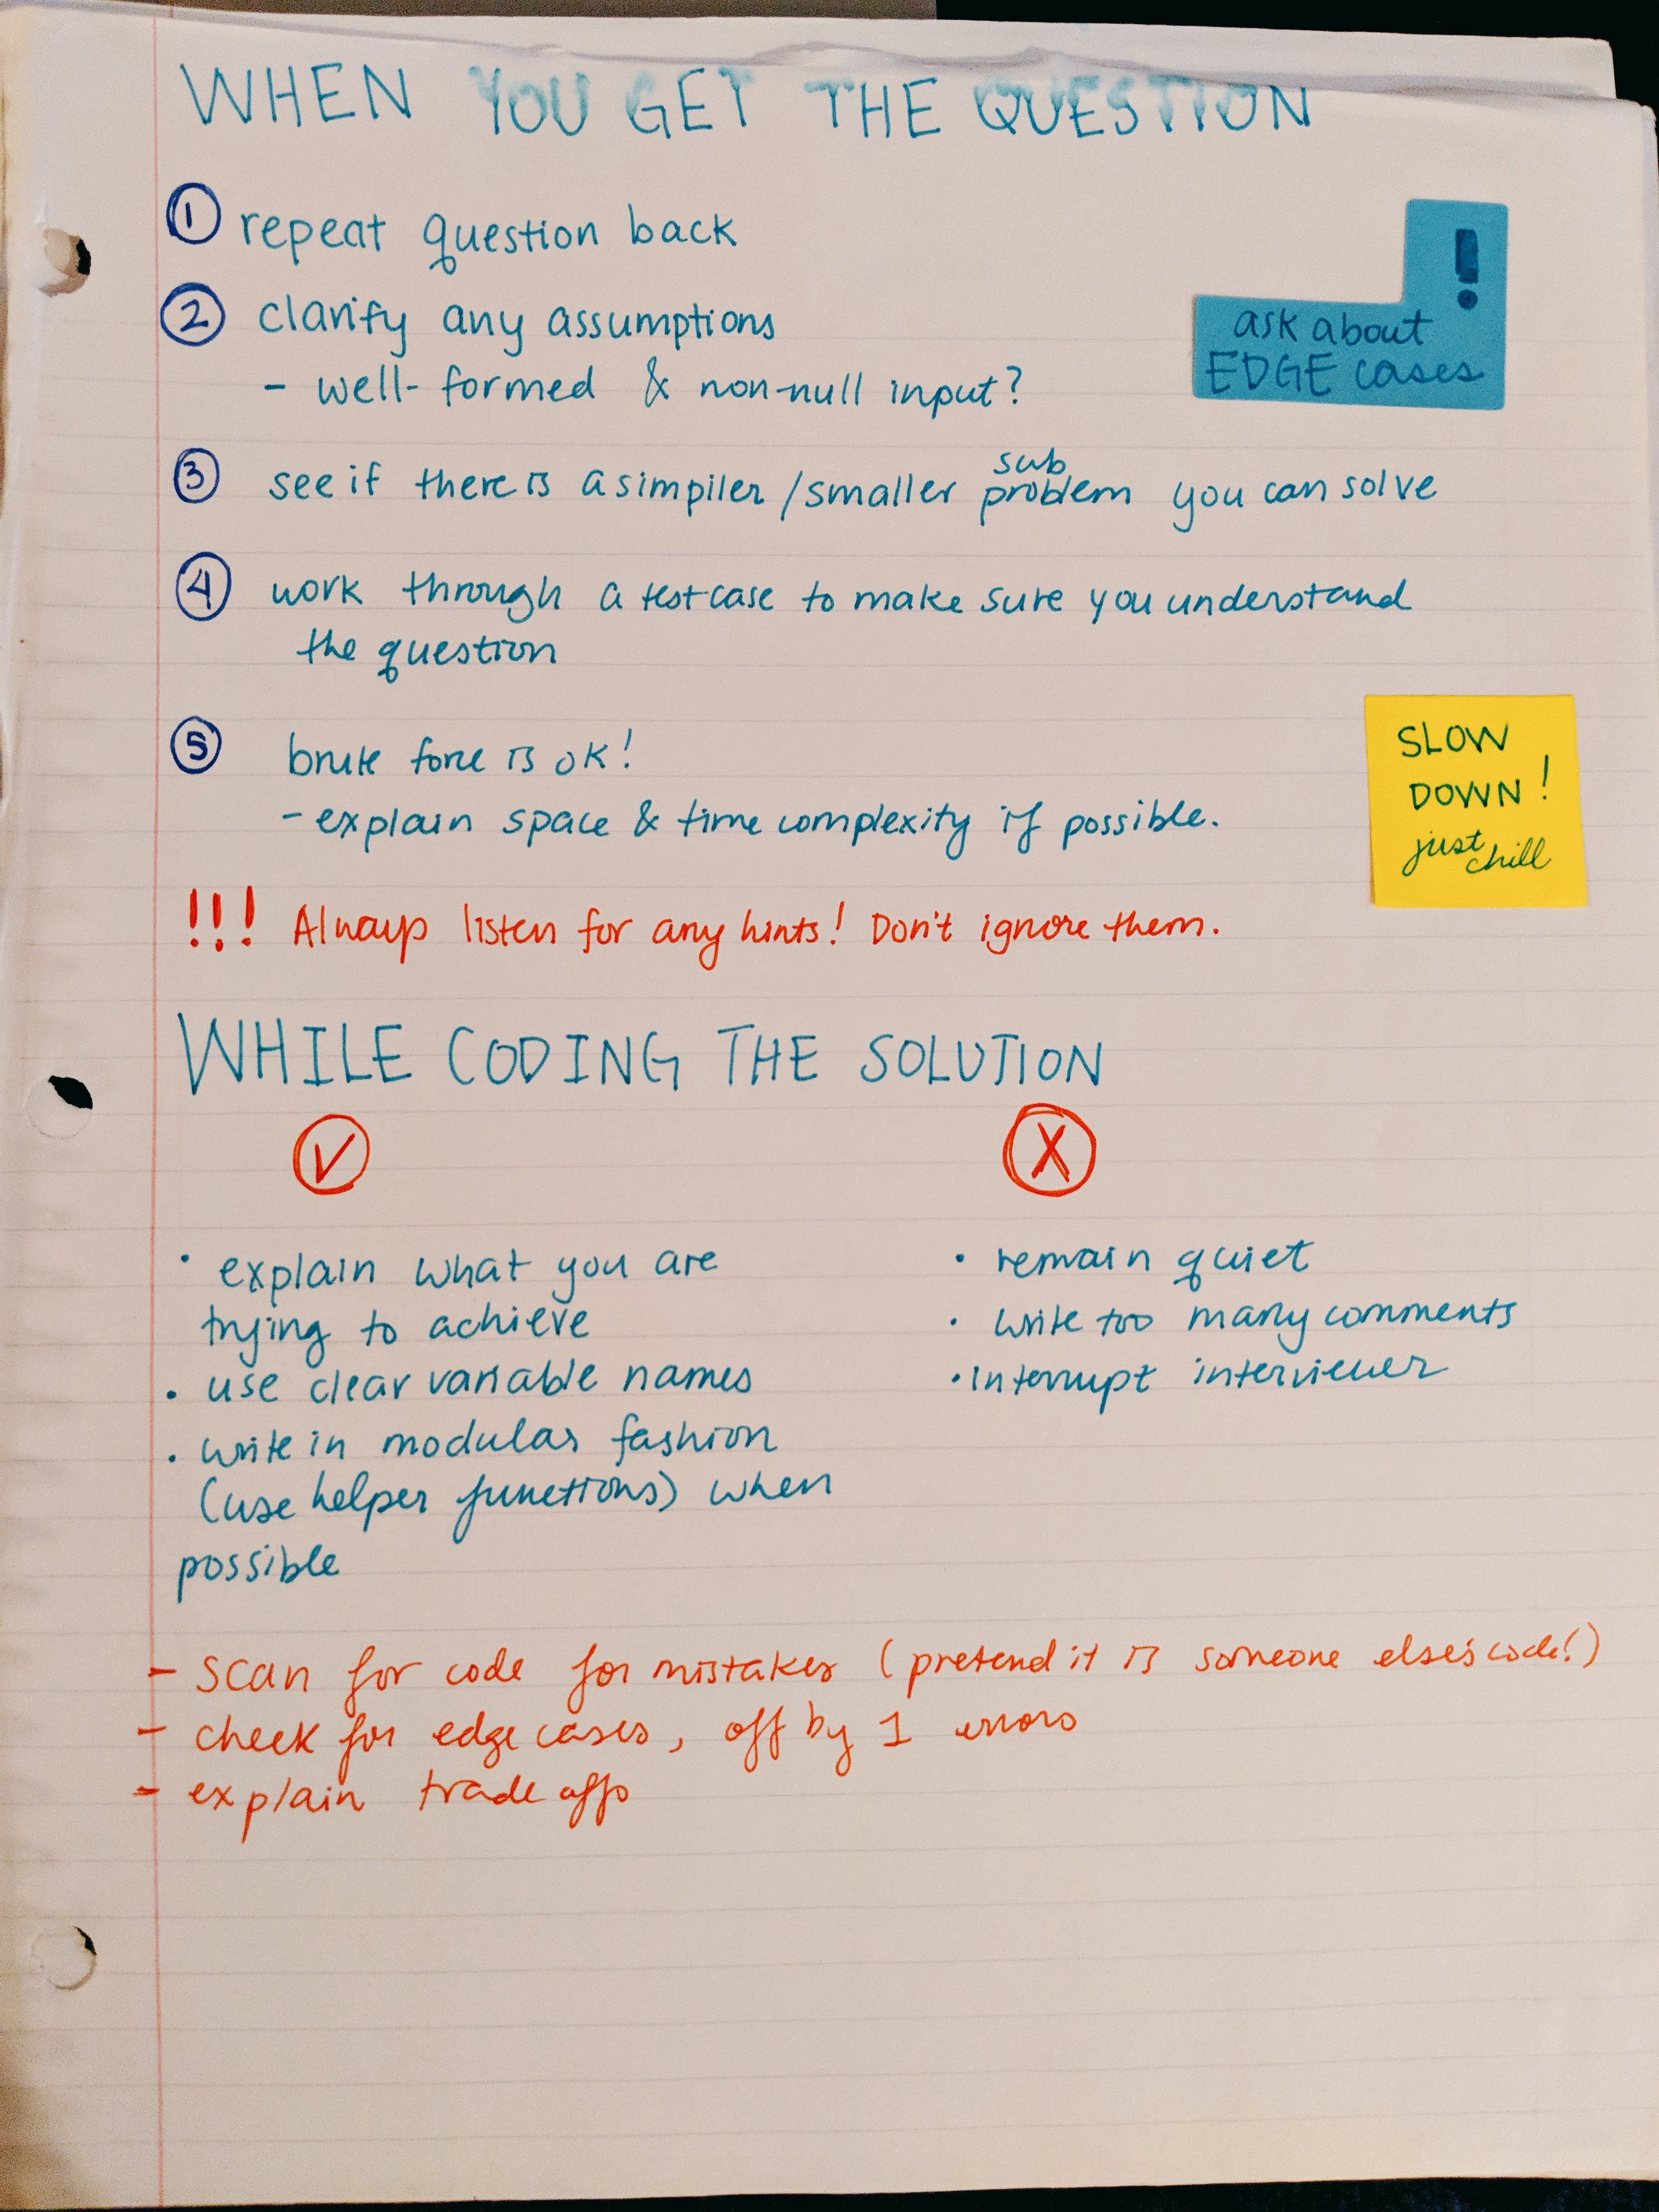 WHEN YOU GET THE QUESTION
① repeat question back
② clarify any assumptions
- well-formed & non-null input?
!
ask about
EDGE cases
③ see if there is a simpiler/smaller sub problem you can solve
④ work through a test case to make sure you understand
the question
⑤ brute force is ok!
- explain space & time complexity if possible.
SLOW
DOWN!
just chill
!!! Always listen for any hints! Don't ignore them.
WHILE CODING THE SOLUTION
✓
• explain what you are
trying to achieve
• use clear variable names
• write in modular fashion
(use helper functions) when
possible
X
• remain quiet
• write too many comments
• interrupt interviewer
- scan for code for mistakes (pretend it is someone else's code!)
- check for edge cases, off by 1 errors
- explain trade offs